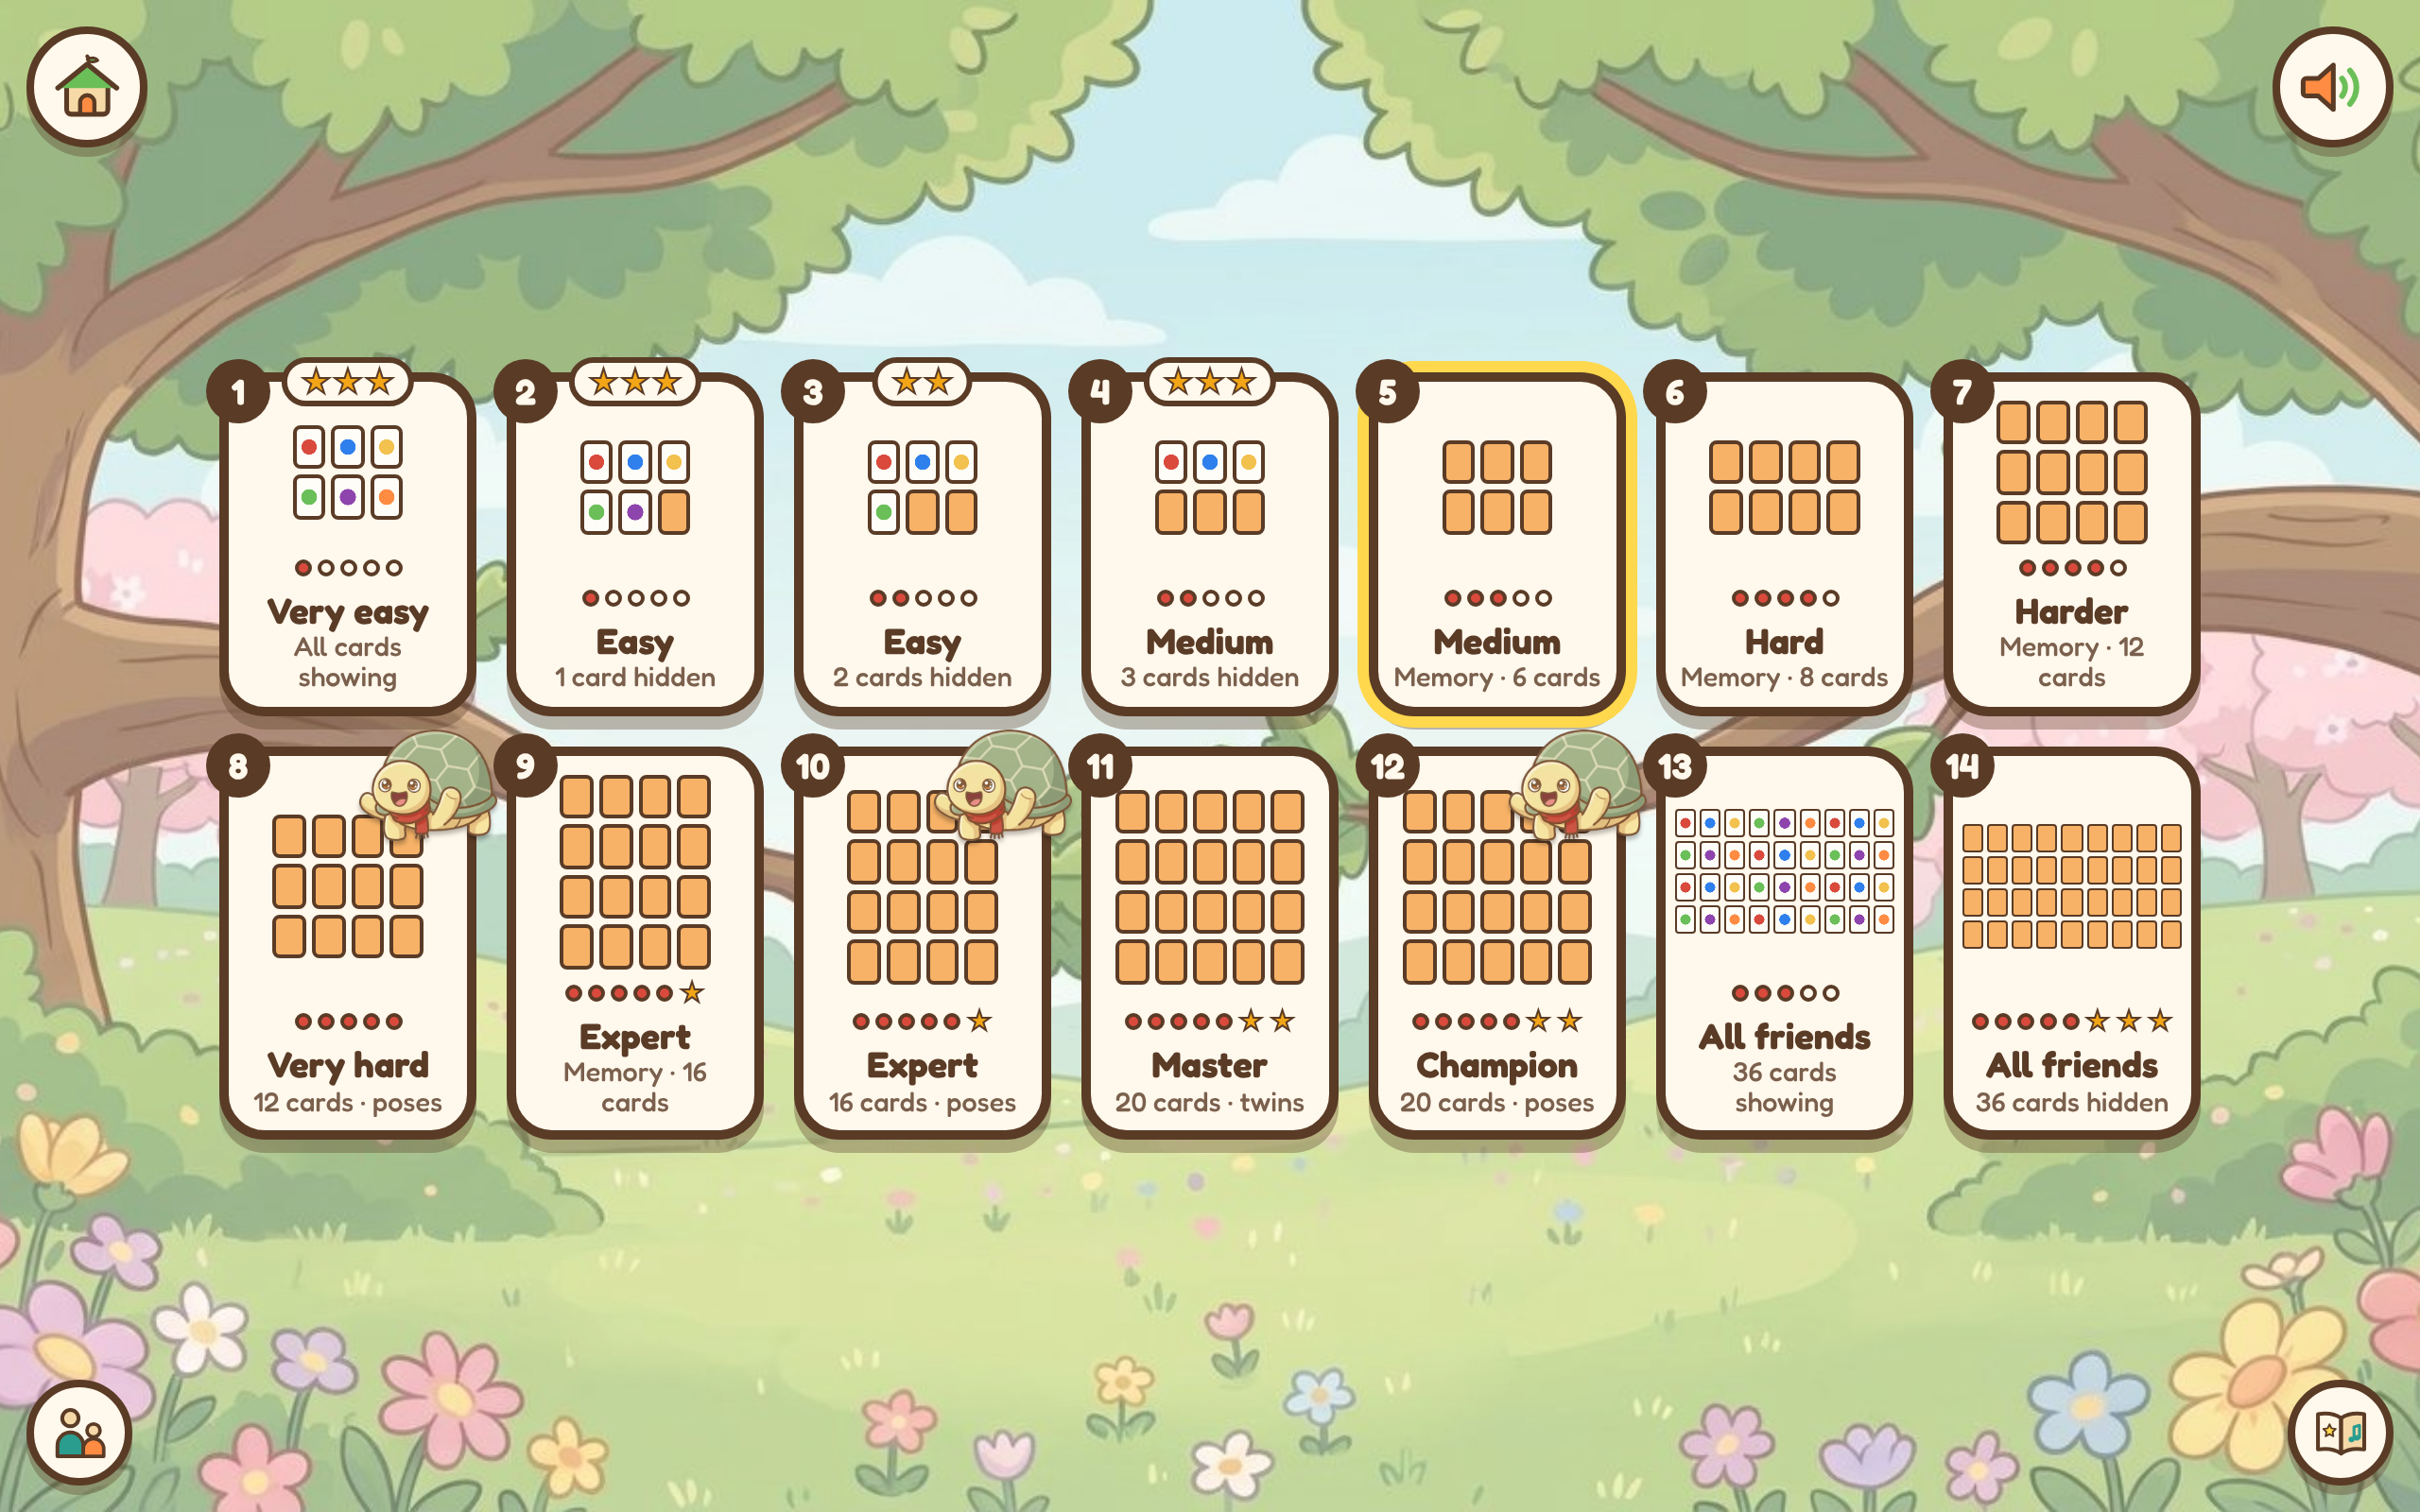 1
Very easy
All cards
showing
2
Easy
1 card hidden
3
Easy
2 cards hidden
4
Medium
3 cards hidden
5
Medium
Memory · 6 cards
6
Hard
Memory · 8 cards
7
Harder
Memory · 12
cards
8
Very hard
12 cards · poses
9
Expert
Memory · 16
cards
10
Expert
16 cards · poses
11
Master
20 cards · twins
12
Champion
20 cards · poses
13
All friends
36 cards
showing
14
All friends
36 cards hidden